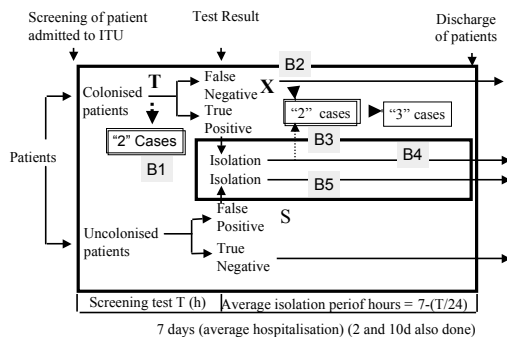 Screening of patient
admitted to ITU
Test Result
Discharge
of patients
Colonised
patients
T
False
Negative
X
B2
True
Positive
"2" Cases
B1
"2" cases
"3" cases
B3
B4
Patients
Isolation
Isolation
B5
Uncolonised
patients
False
Positive
S
True
Negative
Screening test T (h)
Average isolation periof hours = 7-(T/24)
7 days (average hospitalisation) (2 and 10d also done)